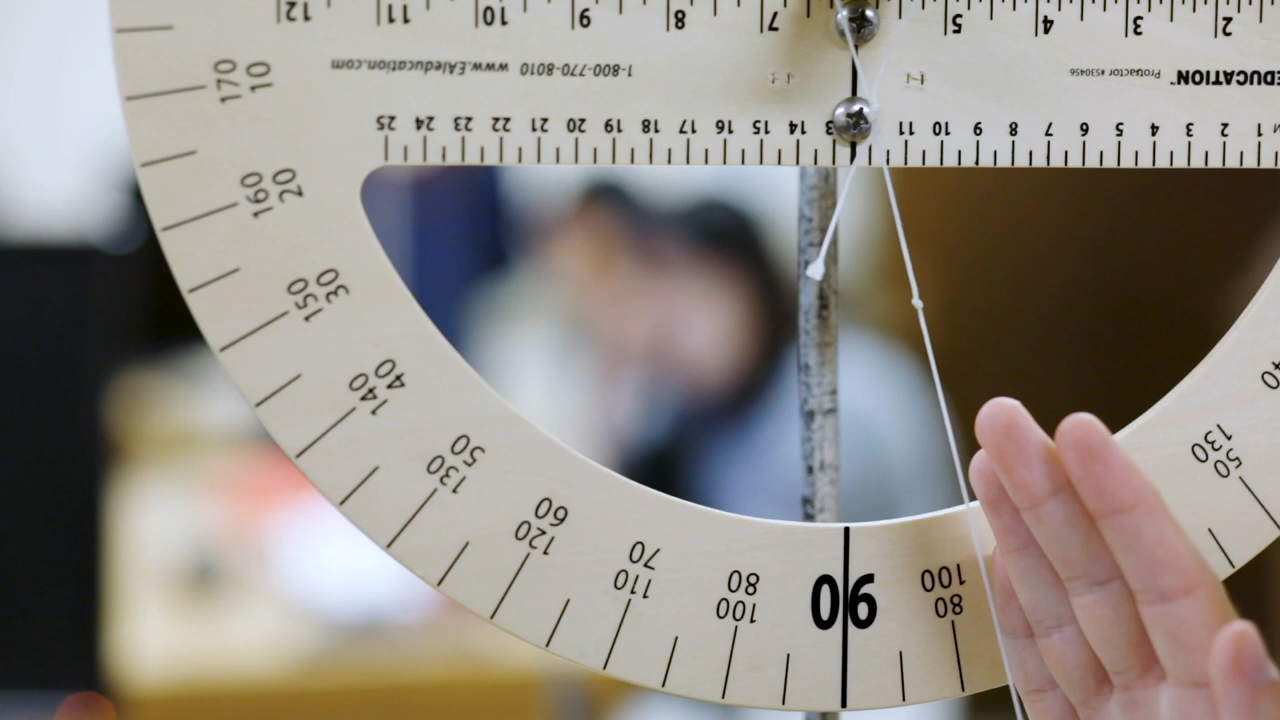 12 11 10 9 8 7 5 4 3 2
1-800-770-8010 www.EAIeducation.com
Protractor #530456
EDUCATION™
25 24 23 22 21 20 19 18 17 16 15 14 11 10 9 8 7 6 5 4 3 2 1
170 10
160 20
150 30
140 40
130 50
120 60
110 70
100 80
90
80 100
50 130
40